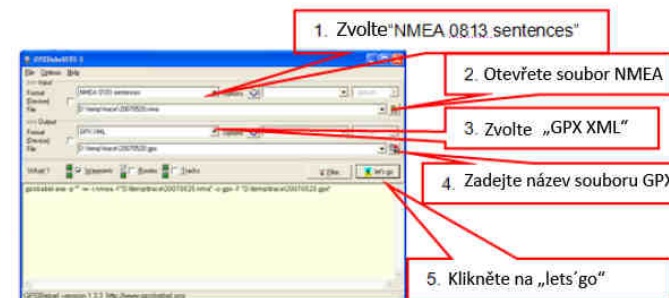 1. Zvolte“NMEA 0813 sentences”
2. Otevřete soubor NMEA
3. Zvolte „GPX XML“
4. Zadejte název souboru GPX
5. Klikněte na „lets´go“
File Options Help
Input
Format
NMEA 0183 sentences
Options
(Device)
File
Output
Format
GPX XML
Options
(Device)
File
What?
Waypoints
Routes
Tracks
Filter
let's go